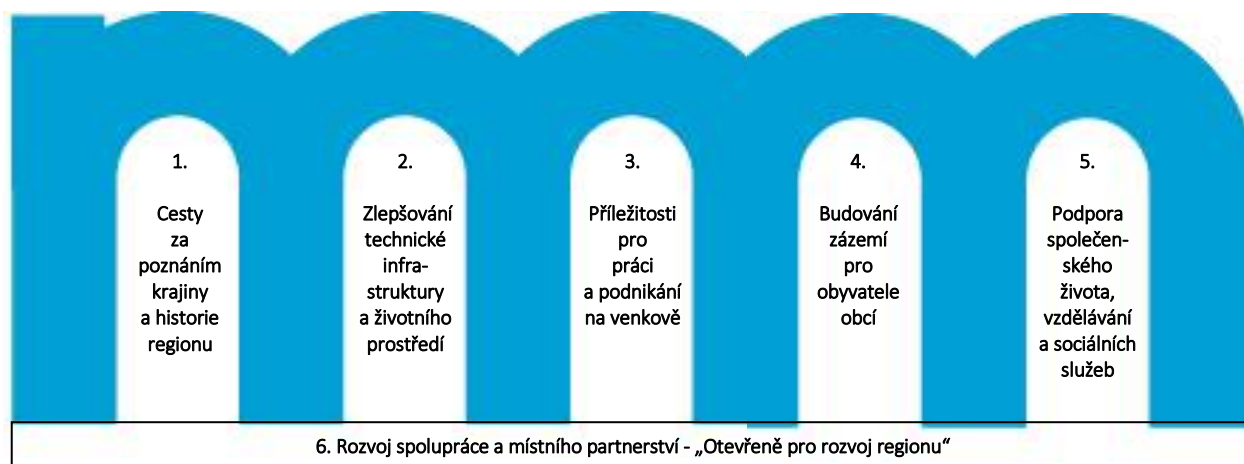 1.
Cesty
za
poznáním
krajiny
a historie
regionu
2.
Zlepšování
technické
infra-
struktury
a životního
prostředí
3.
Příležitosti
pro
práci
a podnikání
na venkově
4.
Budování
zázemí
pro
obyvatele
obcí
5.
Podpora
společen-
ského
života,
vzdělávání
a sociálních
služeb
6. Rozvoj spolupráce a místního partnerství - „Otevřeně pro rozvoj regionu“